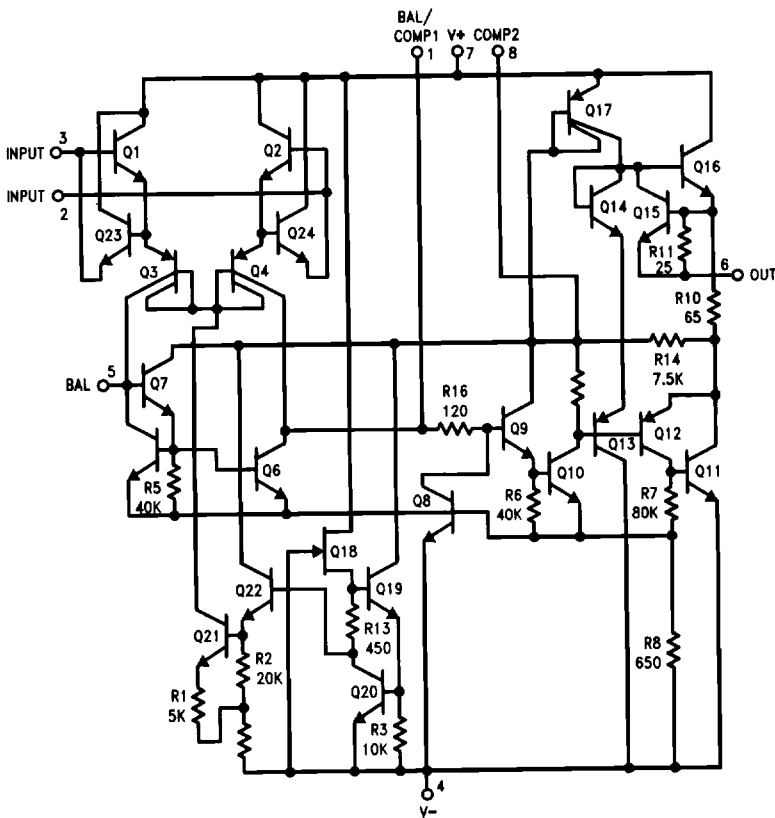 BAL/
COMP1 V+ COMP2
1 7 8
Q17
3
INPUT Q1 Q2 Q16
INPUT
2
Q14 Q15
Q23 Q24
R11
25
6
OUT
Q3 Q4
R10
65
R14
7.5K
5
BAL Q7
R16
120
Q9
Q13 Q12
Q6 Q10 Q11
R5
40K
Q8 R6
40K
R7
80K
Q18
Q22 Q19
R13
450
Q21
R2
20K
R8
650
R1
5K
Q20
R3
10K
4
V-